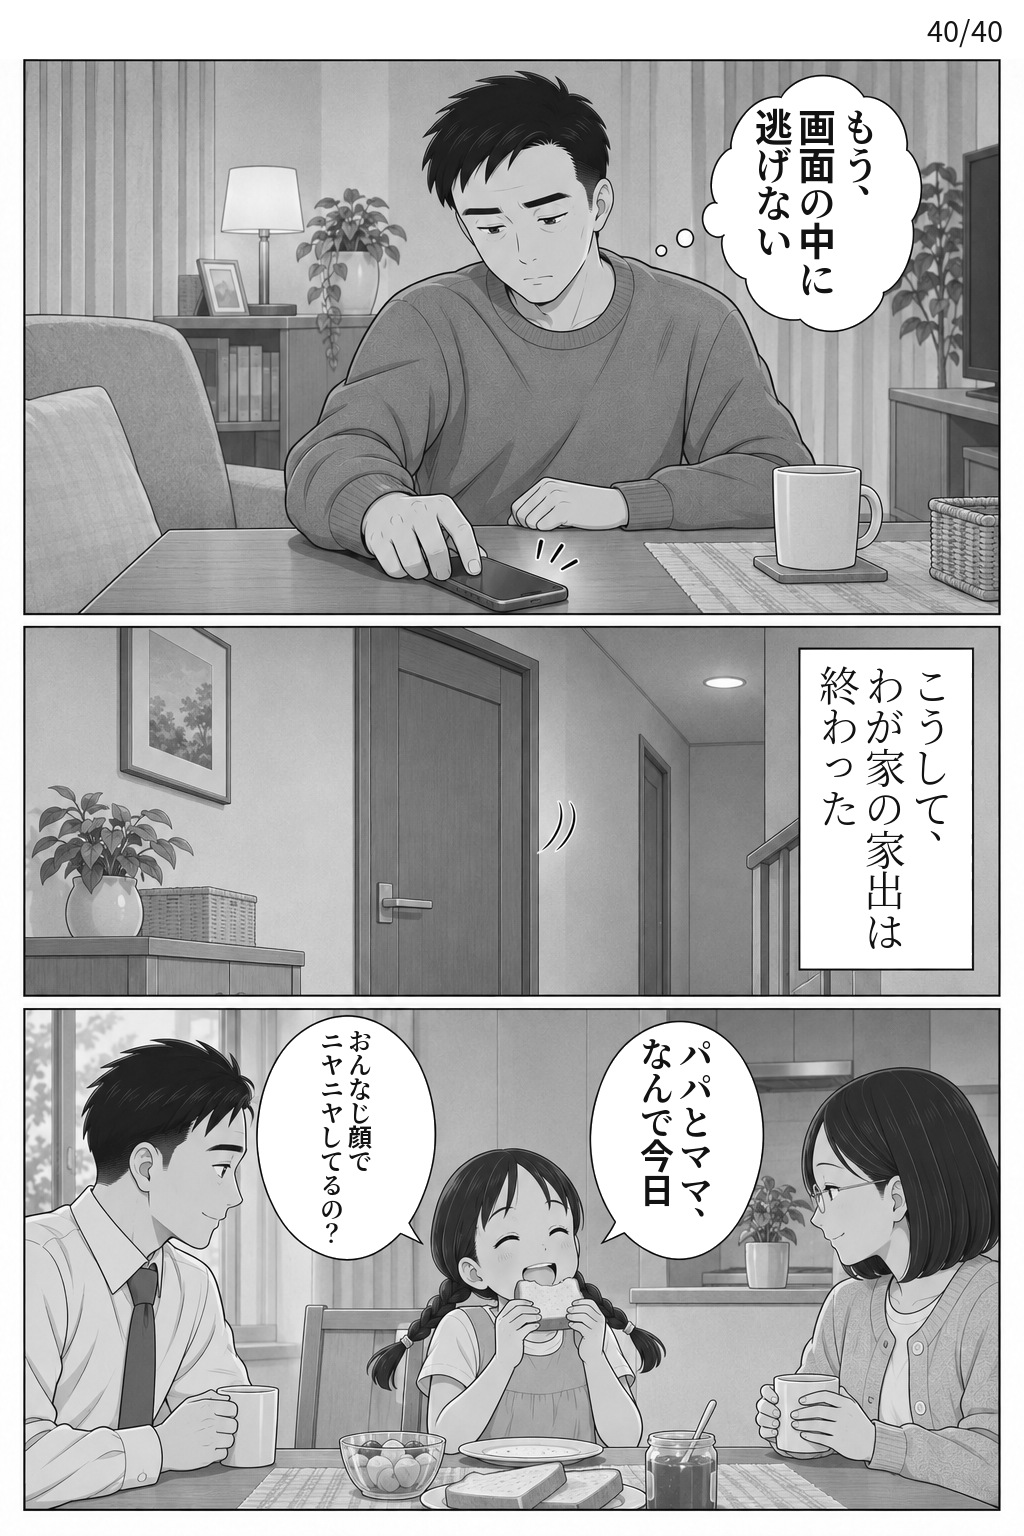 40/40
もう、
画面の中に
逃げない
こうして、
わが家の家出は
終わった
パパとママ、
なんで今日
おんなじ顔で
ニヤニヤしてるの?